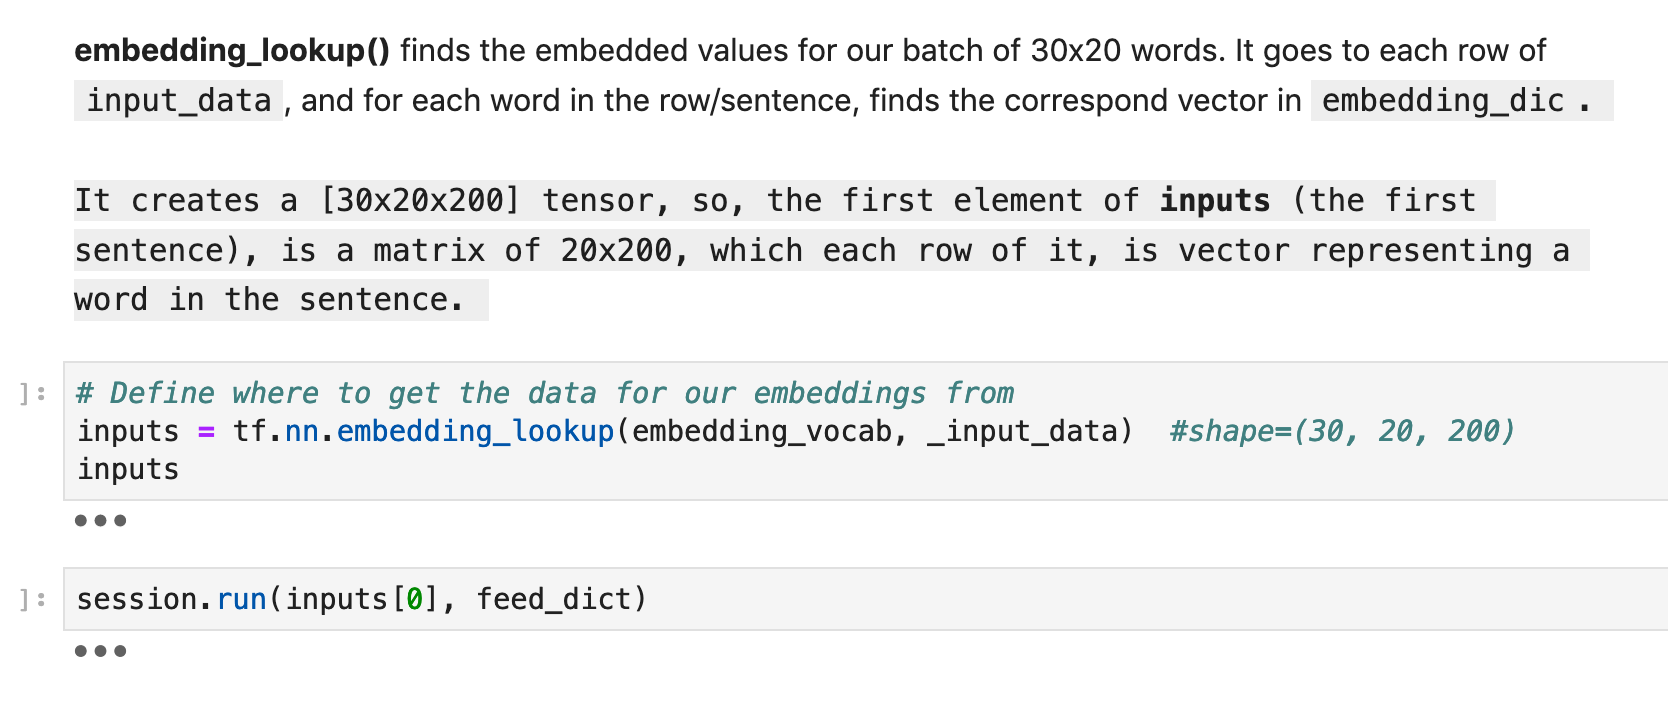 embedding_lookup() finds the embedded values for our batch of 30x20 words. It goes to each row of
input_data, and for each word in the row/sentence, finds the correspond vector in embedding_dic.
It creates a [30x20x200] tensor, so, the first element of inputs (the first
sentence), is a matrix of 20x200, which each row of it, is vector representing a
word in the sentence.
]: # Define where to get the data for our embeddings from
inputs = tf.nn.embedding_lookup(embedding_vocab, _input_data)  #shape=(30, 20, 200)
inputs
•••
]: session.run(inputs[0], feed_dict)
•••